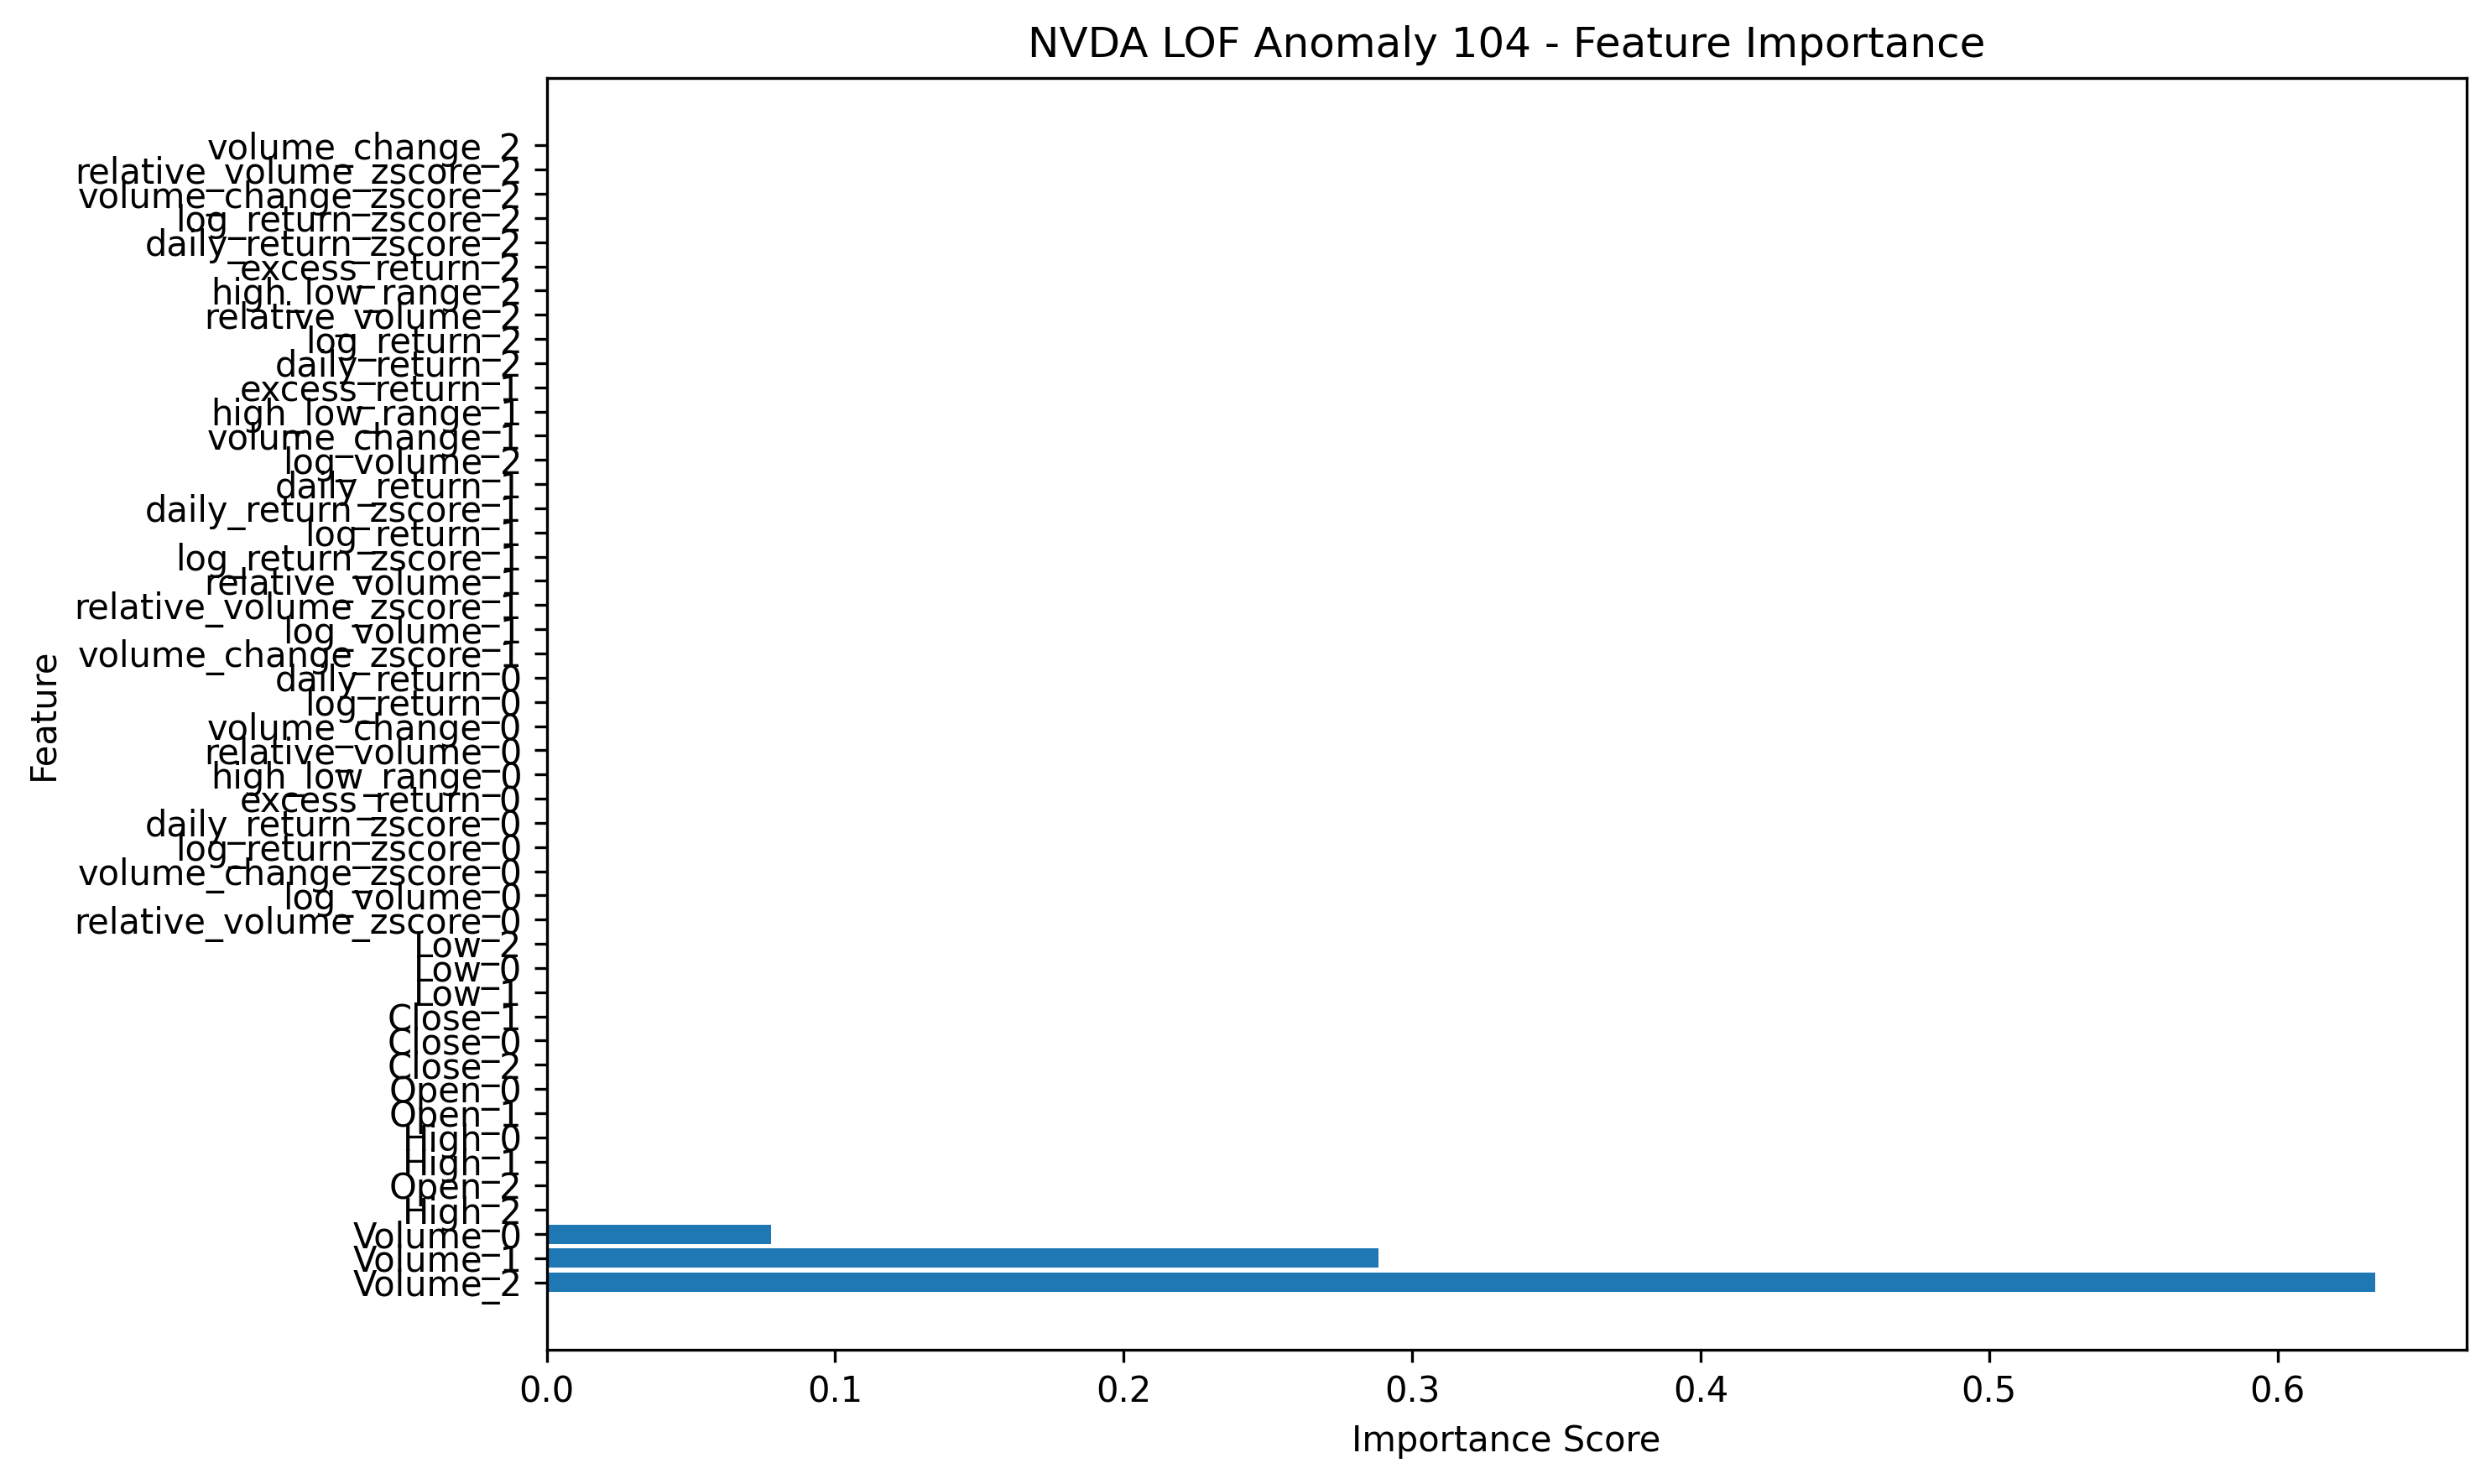 NVDA LOF Anomaly 104 - Feature Importance
volume_change_2
relative_volume_zscore_2
volume_change_zscore_2
log_return_zscore_2
daily_return_zscore_2
excess_return_2
high_low_range_2
relative_volume_2
log_return_2
daily_return_2
excess_return_1
high_low_range_1
volume_change_1
log_volume_2
daily_return_1
daily_return_zscore_1
log_return_1
log_return_zscore_1
relative_volume_1
relative_volume_zscore_1
log_volume_1
volume_change_zscore_1
daily_return_0
log_return_0
volume_change_0
relative_volume_0
high_low_range_0
excess_return_0
daily_return_zscore_0
log_return_zscore_0
volume_change_zscore_0
log_volume_0
relative_volume_zscore_0
Low_2
Low_0
Low_1
Close_1
Close_0
Close_2
Open_0
Open_1
High_0
High_1
Open_2
High_2
Volume_0
Volume_1
Volume_2
Feature
0.0 0.1 0.2 0.3 0.4 0.5 0.6
Importance Score